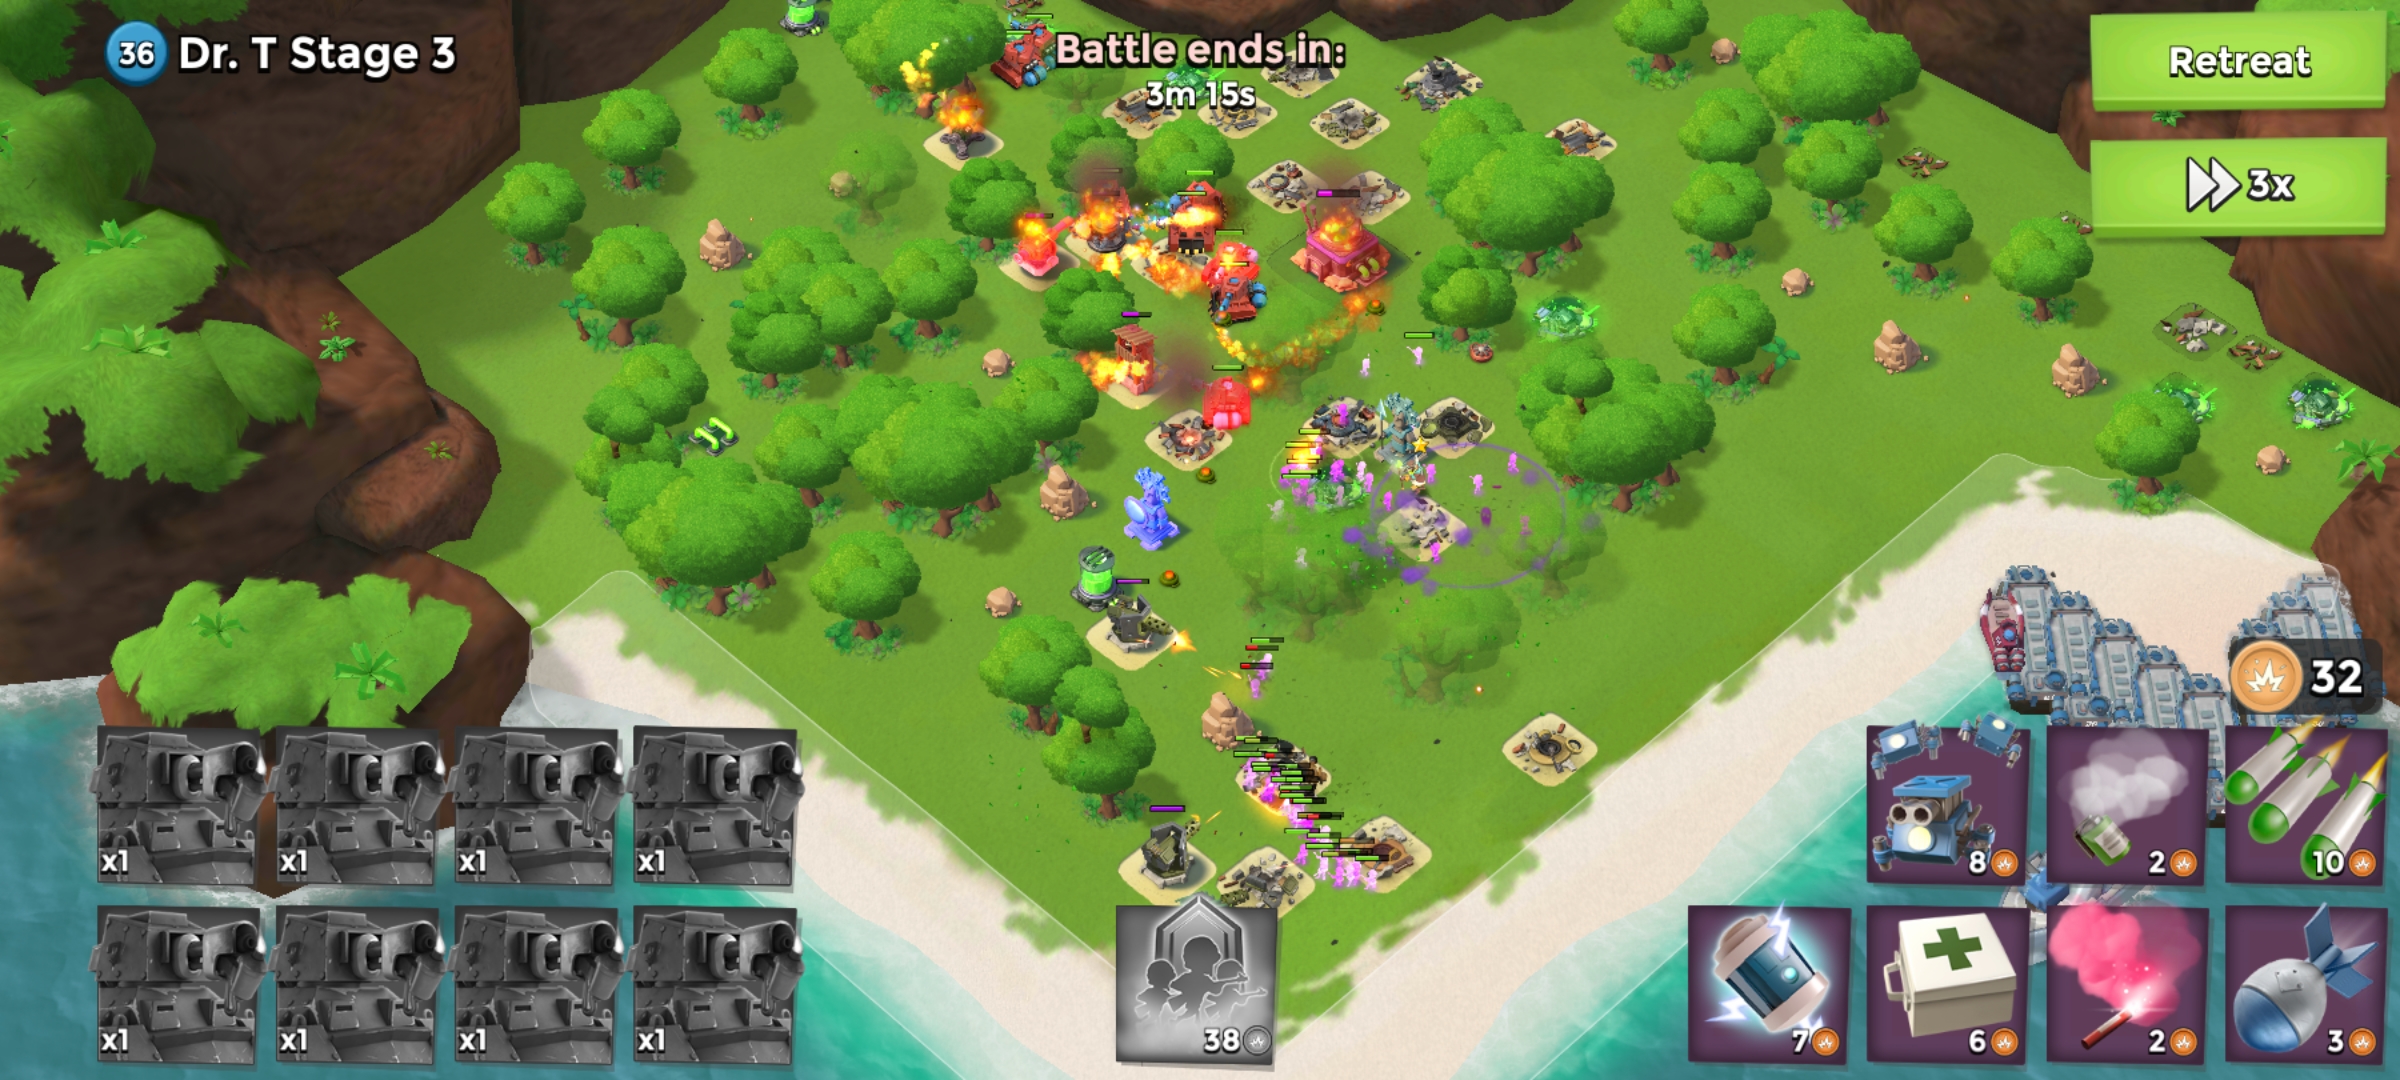 36 Dr. T Stage 3
Battle ends in:
3m 15s
Retreat
3x
32
x1
x1
x1
x1
8
2
10
x1
x1
x1
x1
38
7
6
2
3